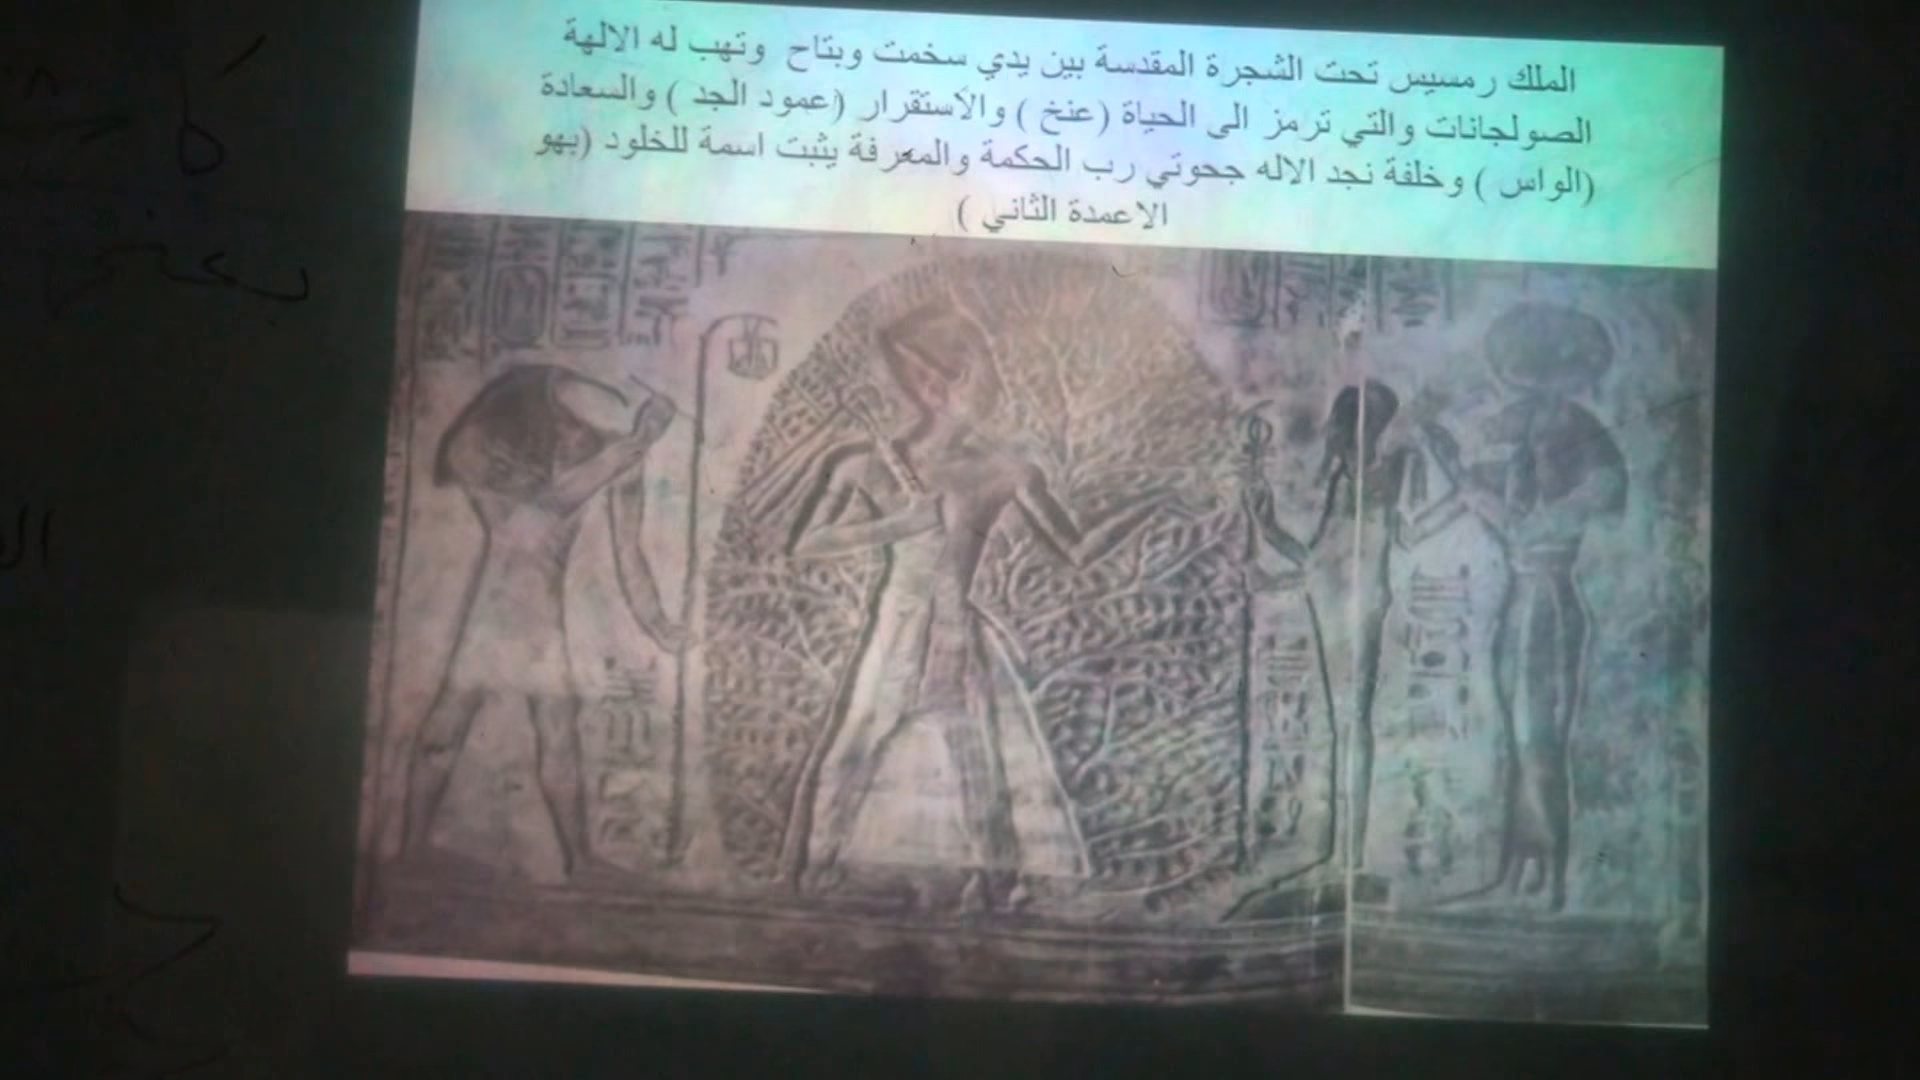 الملك رمسيس تحت الشجرة المقدسة بين يدي سخمت وبتاح وتهب له الالهة
الصولجانات والتي ترمز الى الحياة (عنخ ) والاستقرار (عمود الجد ) والسعادة
(الواس ) وخلفة نجد الاله جحوتي رب الحكمة والمعرفة يثبت اسمة للخلود (بهو
الاعمدة الثاني )